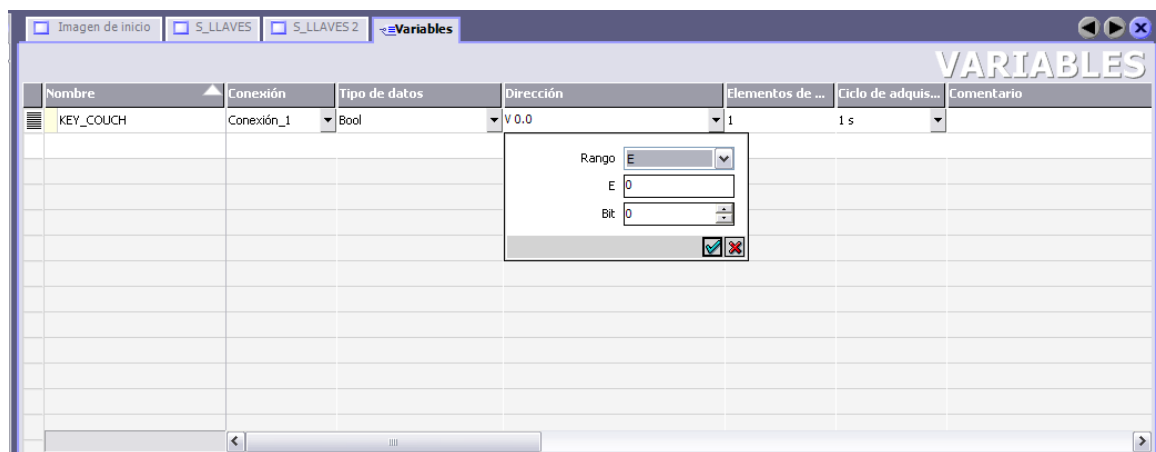 Imagen de inicio S_LLAVES S_LLAVES 2 Variables
VARIABLES
Nombre Conexión Tipo de datos Dirección Elementos de ... Ciclo de adquis... Comentario
KEY_COUCH Conexión_1 Bool V 0.0 1 1 s
Rango E
E 0
Bit 0